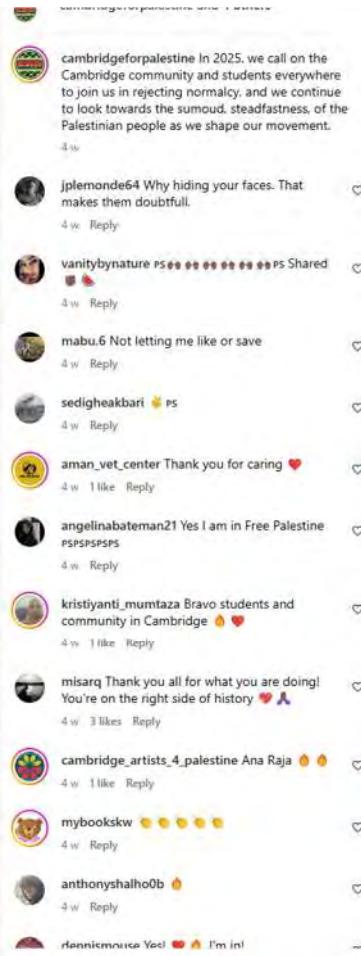 cambridgeforpalestine and 4 others
cambridgeforpalestine In 2025, we call on the
Cambridge community and students everywhere
to join us in rejecting normalcy, and we continue
to look towards the sumoud, steadfastness, of the
Palestinian people as we shape our movement.
4 w
jplemonde64 Why hiding your faces. That
makes them doubtfull.
4 w Reply
vanitybynature PS PS Shared
4 w Reply
mabu.6 Not letting me like or save
4 w Reply
sedigheakbari ✌ PS
4 w Reply
aman_vet_center Thank you for caring ❤️
4 w 1 like Reply
angelinabateman21 Yes I am in Free Palestine
PSPSPSPSPS
4 w Reply
kristiyanti_mumtaza Bravo students and
community in Cambridge 🔥 ❤️
4 w 1 like Reply
misarq Thank you all for what you are doing!
You're on the right side of history
4 w 3 likes Reply
cambridge_artists_4_palestine Ana Raja 🔥 🔥
4 w 1 like Reply
mybookskw 👏 👏 👏 👏 👏
4 w Reply
anthonyshalho0b 🔥
4 w Reply
dennismouse Yes! ❤️ 🔥 I'm in!